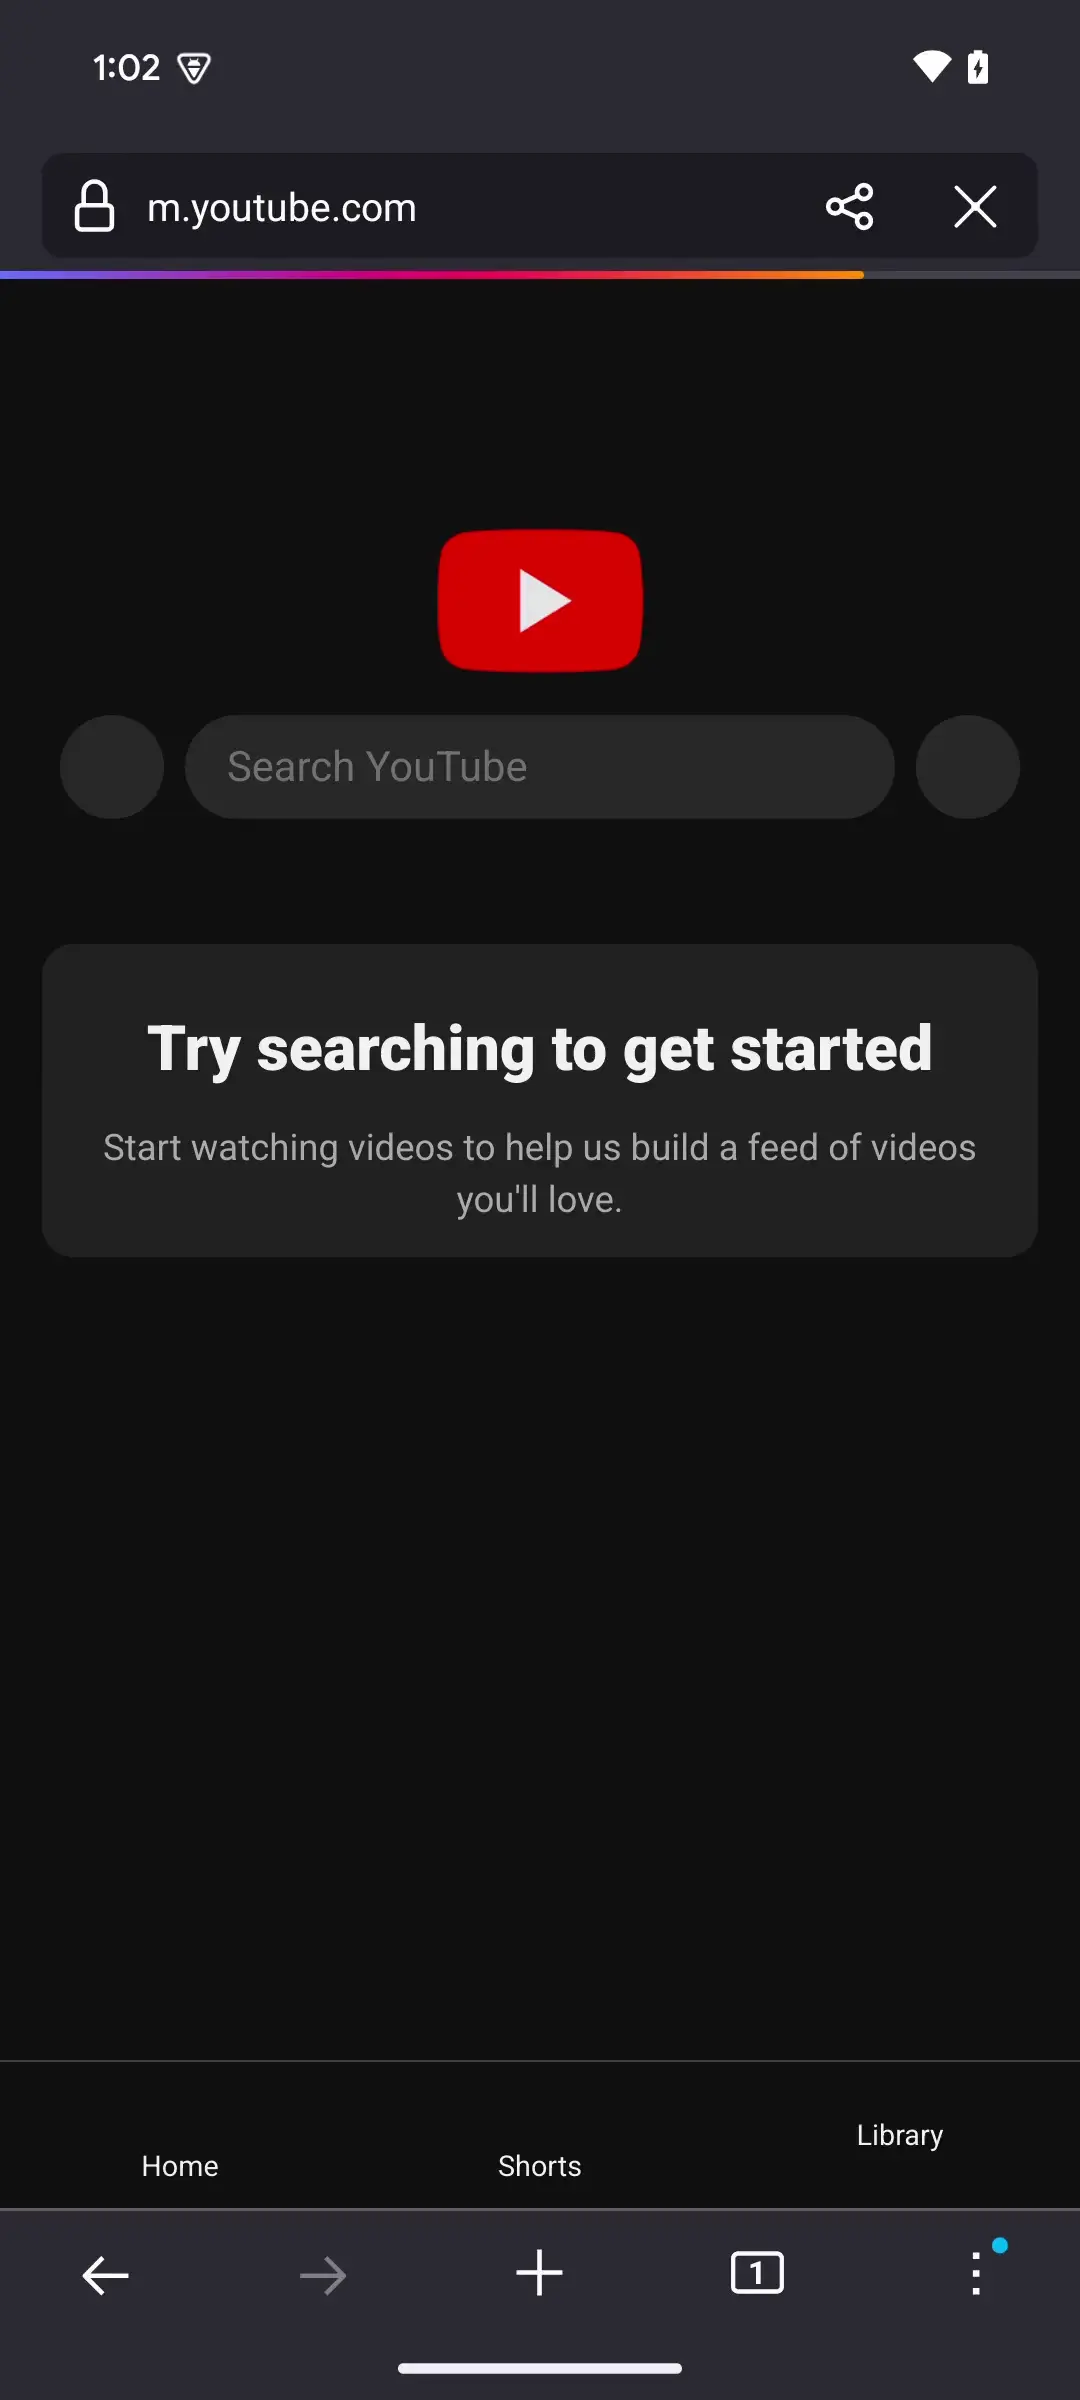 1:02
m.youtube.com
Search YouTube
Try searching to get started
Start watching videos to help us build a feed of videos
you'll love.
Home
Shorts
Library
1